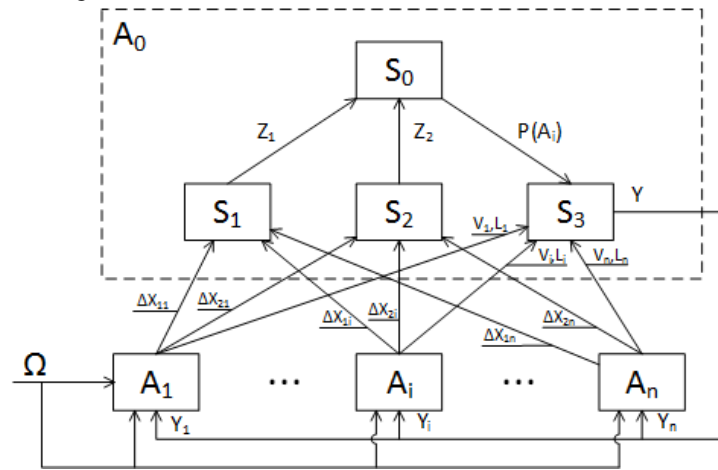 A₀
S₀
Z₁ Z₂ P(Aᵢ)
S₁ S₂ S₃ Y
V₁,L₁ Vᵢ,Lᵢ Vₙ,Lₙ
ΔX₁₁ ΔX₂₁ ΔX₁ᵢ ΔX₂ᵢ ΔX₁ₙ ΔX₂ₙ
Ω A₁ ... Aᵢ ... Aₙ
Y₁ Yᵢ Yₙ